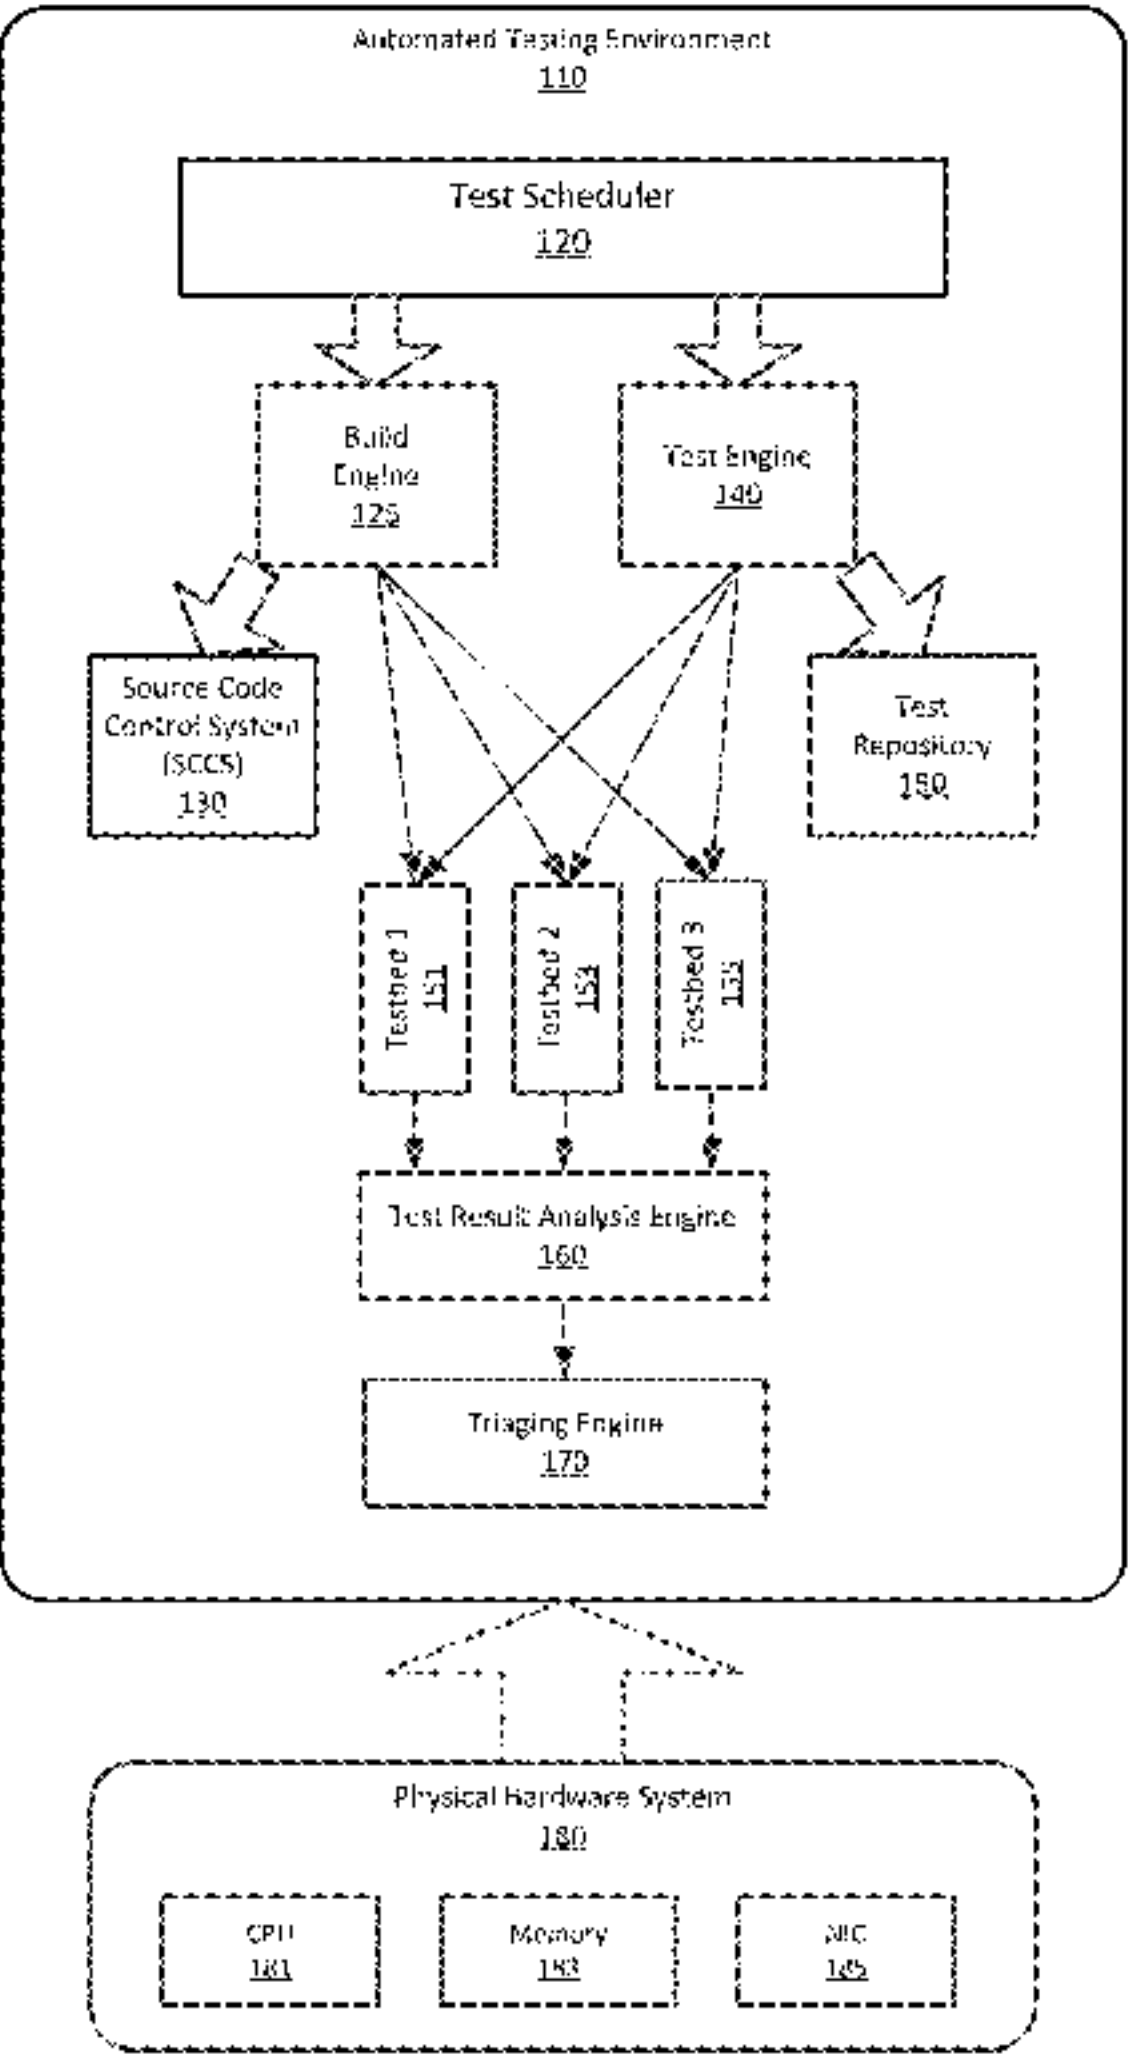 Automated Testing Environment
110
Test Scheduler
120
Build
Engine
125
Test Engine
140
Source Code
Control System
(SCCS)
130
Test
Repository
Testbed 1
151
Testbed 2
153
Testbed 3
155
Test Result Analysis Engine
160
Triaging Engine
170
Physical Hardware System
180
CPU
181
Memory
183
NIC
185